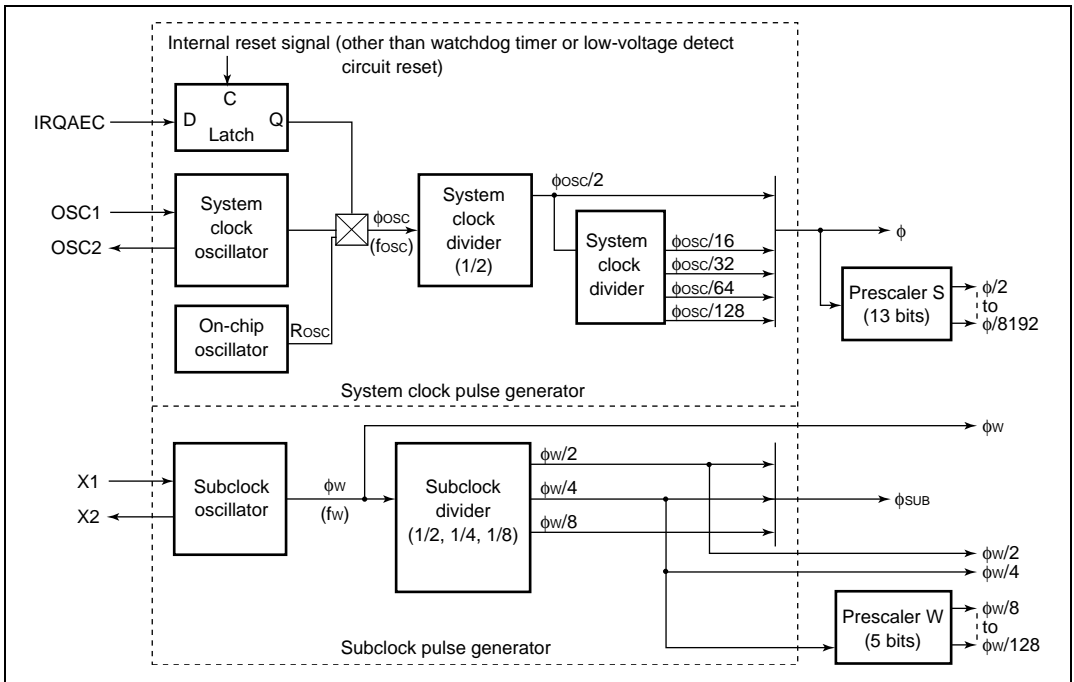 Internal reset signal (other than watchdog timer or low-voltage detect
circuit reset)
C
IRQAEC
D
Q
Latch
OSC1
OSC2
System
clock
oscillator
φOSC
(fOSC)
System
clock
divider
(1/2)
φOSC/2
System
clock
divider
φOSC/16
φOSC/32
φOSC/64
φOSC/128
φ
Prescaler S
(13 bits)
φ/2
to
φ/8192
On-chip
oscillator
ROSC
System clock pulse generator
X1
X2
Subclock
oscillator
φW
(fW)
Subclock
divider
(1/2, 1/4, 1/8)
φW/2
φW/4
φW/8
φW
φSUB
φW/2
φW/4
Prescaler W
(5 bits)
φW/8
to
φW/128
Subclock pulse generator